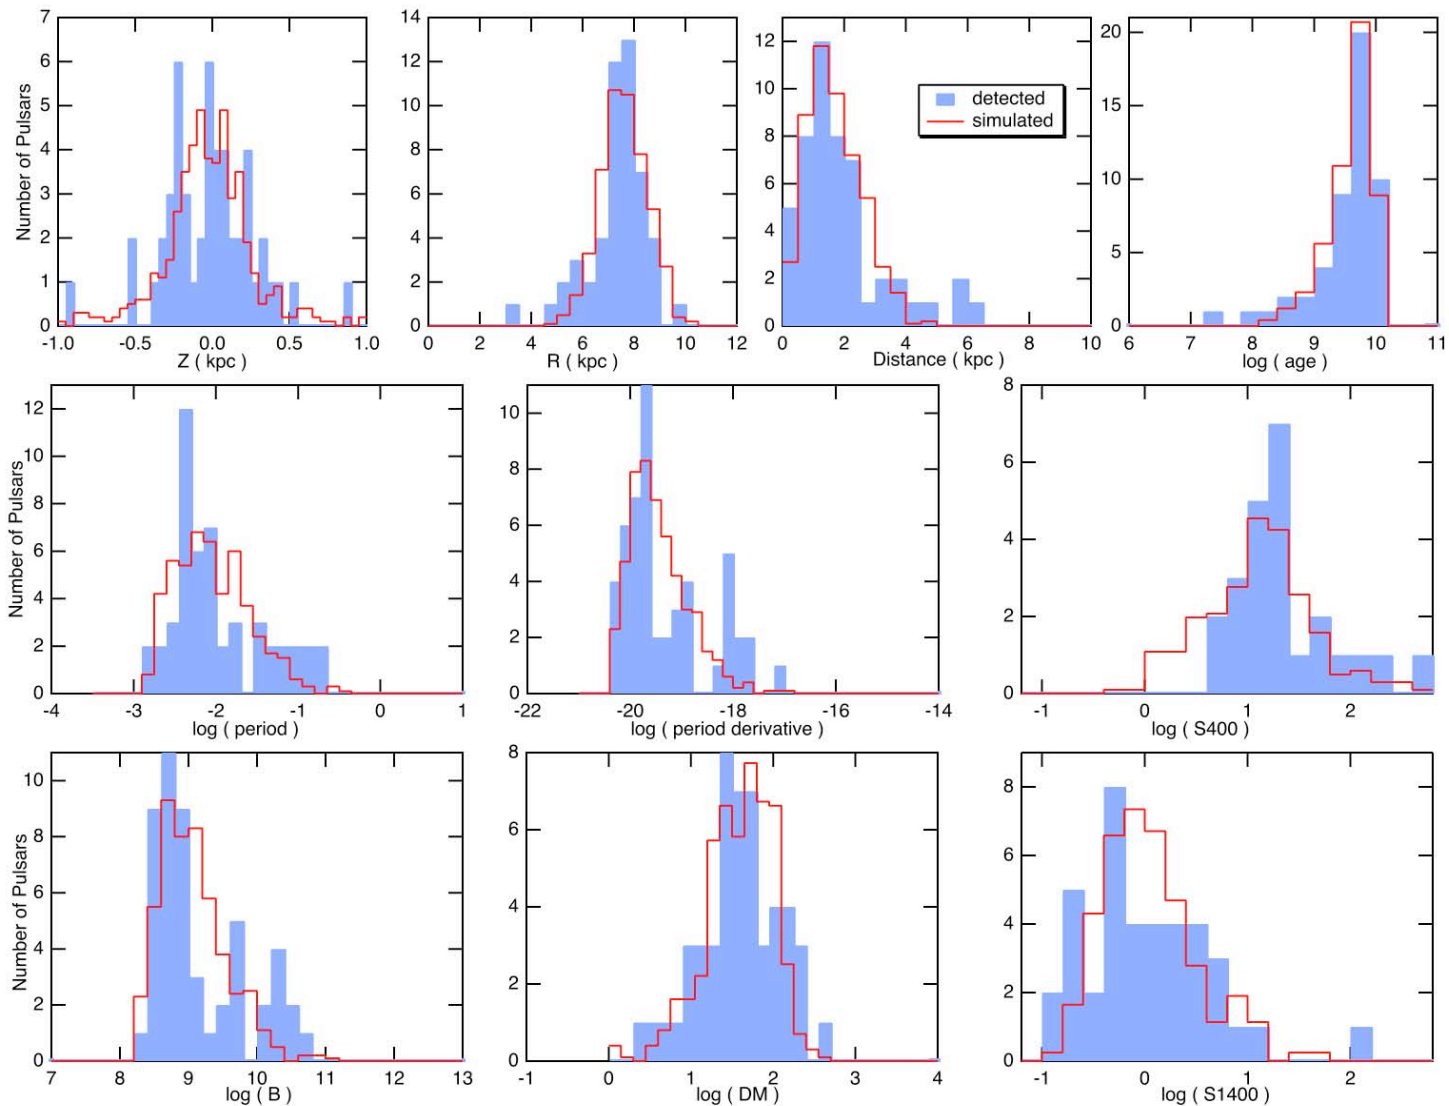 7
6
5
4
3
2
1
0
Number of Pulsars
-1.0 -0.5 0.0 0.5 1.0
Z ( kpc )
14
12
10
8
6
4
2
0
0 2 4 6 8 10 12
R ( kpc )
12
10
8
6
4
2
0
detected
simulated
0 2 4 6 8 10
Distance ( kpc )
20
15
10
5
0
6 7 8 9 10 11
log ( age )
12
10
8
6
4
2
0
Number of Pulsars
-4 -3 -2 -1 0 1
log ( period )
10
8
6
4
2
0
-22 -20 -18 -16 -14
log ( period derivative )
8
6
4
2
0
-1 0 1 2
log ( S400 )
10
8
6
4
2
0
Number of Pulsars
7 8 9 10 11 12 13
log ( B )
8
6
4
2
0
-1 0 1 2 3 4
log ( DM )
8
6
4
2
0
-1 0 1 2
log ( S1400 )